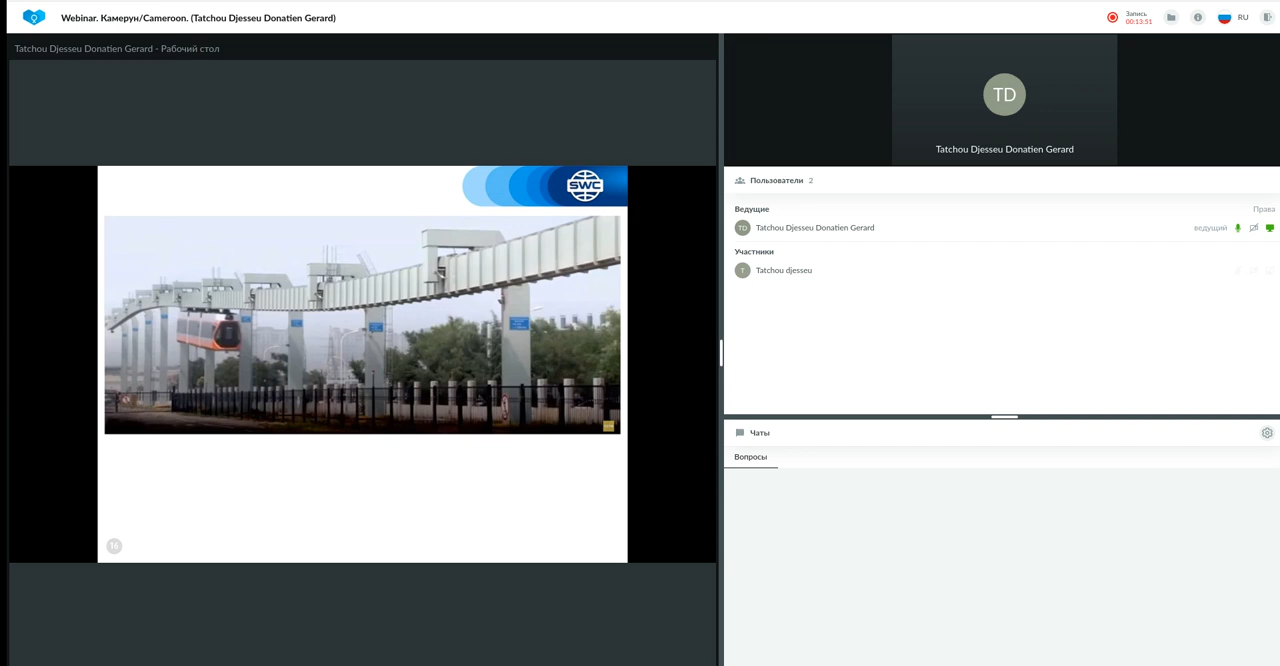 Webinar. Камерун/Cameroon. (Tatchou Djesseu Donatien Gerard)
Запись
00:13:51
RU
Tatchou Djesseu Donatien Gerard - Рабочий стол
SWC
16
TD
Tatchou Djesseu Donatien Gerard
Пользователи 2
Ведущие Права
TD Tatchou Djesseu Donatien Gerard ведущий
Участники
T Tatchou djesseu
Чаты
Вопросы